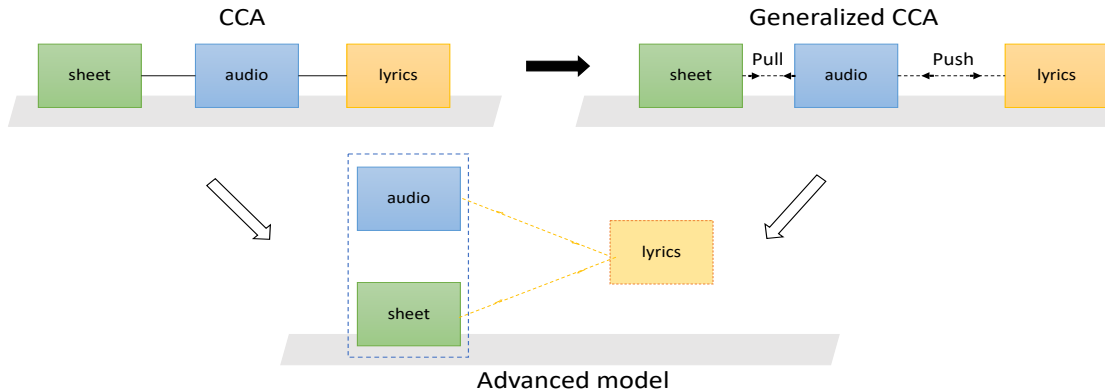 CCA
Generalized CCA
sheet
audio
lyrics
sheet
Pull
audio
Push
lyrics
audio
lyrics
sheet
Advanced model